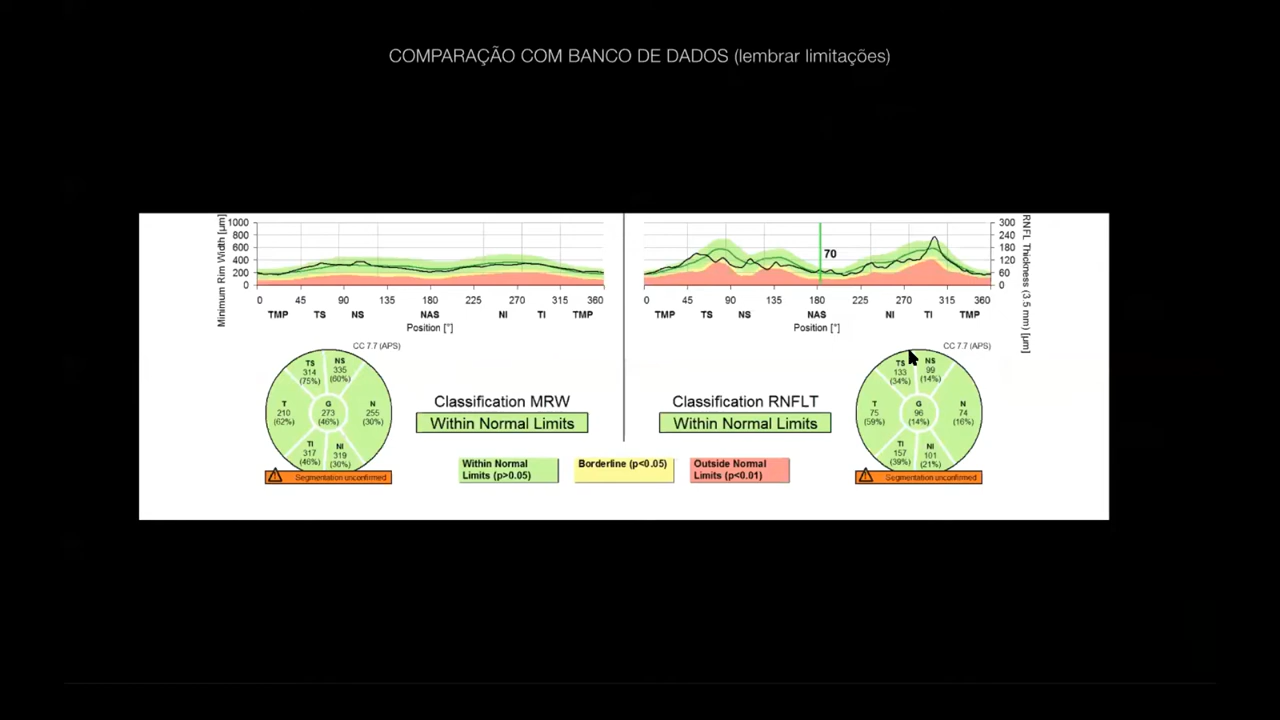 COMPARAÇÃO COM BANCO DE DADOS (lembrar limitações)
Minimum Rim Width [µm]
1000
800
600
400
200
0
0 45 90 135 180 225 270 315 360
TMP TS NS NAS NI TI TMP
Position [°]
70
300
240
180
120
60
0
RNFL Thickness (3.5 mm) [µm]
0 45 90 135 180 225 270 315 360
TMP TS NS NAS NI TI TMP
Position [°]
CC 7.7 (APS)
TS
314
(75%)
NS
335
(60%)
T
210
(62%)
G
273
(46%)
N
255
(30%)
TI
317
(46%)
NI
319
(30%)
Segmentation unconfirmed
Classification MRW
Within Normal Limits
Classification RNFLT
Within Normal Limits
Within Normal
Limits (p>0.05)
Borderline (p<0.05)
Outside Normal
Limits (p<0.01)
CC 7.7 (APS)
TS
133
(34%)
NS
99
(14%)
T
75
(59%)
G
96
(14%)
N
74
(16%)
TI
157
(39%)
NI
101
(21%)
Segmentation unconfirmed